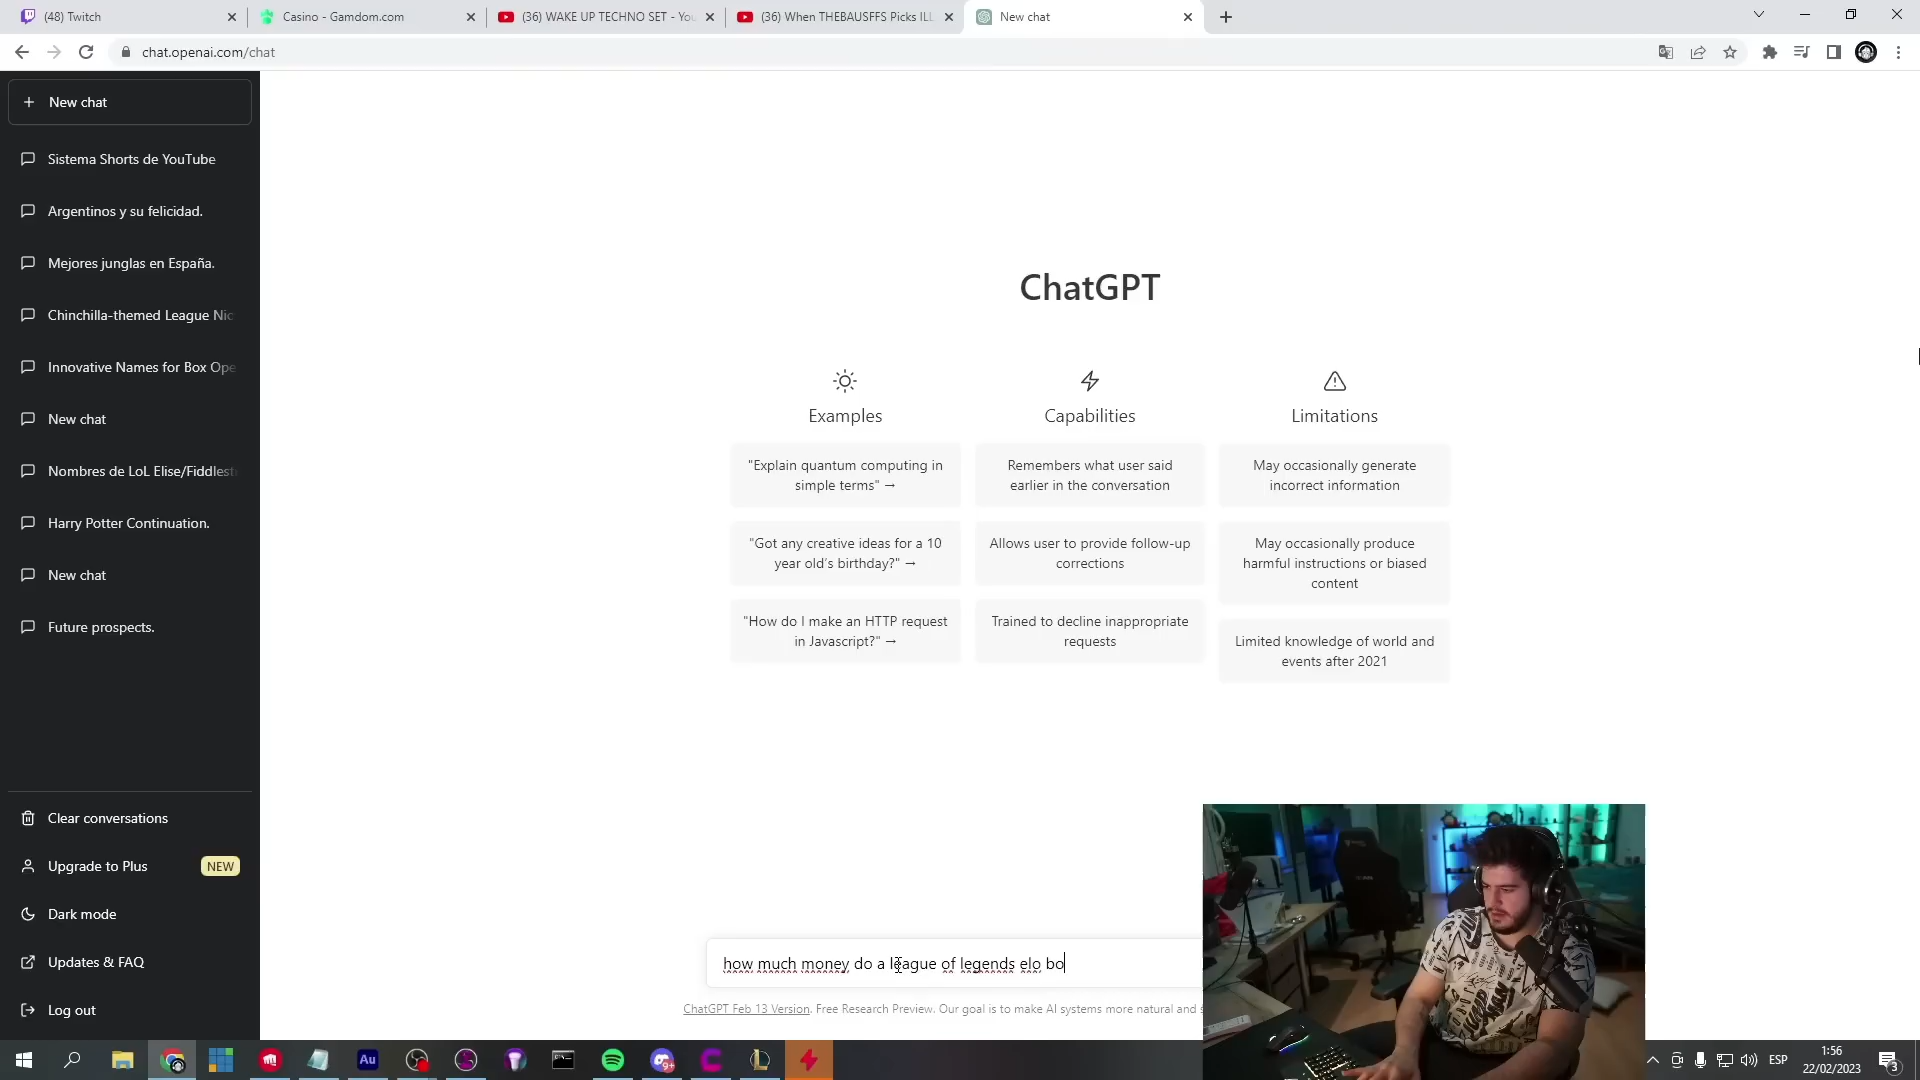 (48) Twitch
Casino - Gamdom.com
(36) WAKE UP TECHNO SET - You
(36) When THEBAUSFFS Picks ILL
New chat
chat.openai.com/chat
New chat
Sistema Shorts de YouTube
Argentinos y su felicidad.
Mejores junglas en España.
Chinchilla-themed League Nic
Innovative Names for Box Ope
New chat
Nombres de LoL Elise/Fiddlest
Harry Potter Continuation.
New chat
Future prospects.
Clear conversations
Upgrade to Plus
NEW
Dark mode
Updates & FAQ
Log out
ChatGPT
Examples
"Explain quantum computing in
simple terms" →
"Got any creative ideas for a 10
year old's birthday?" →
"How do I make an HTTP request
in Javascript?" →
Capabilities
Remembers what user said
earlier in the conversation
Allows user to provide follow-up
corrections
Trained to decline inappropriate
requests
Limitations
May occasionally generate
incorrect information
May occasionally produce
harmful instructions or biased
content
Limited knowledge of world and
events after 2021
how much money do a league of legends elo bo
ChatGPT Feb 13 Version. Free Research Preview. Our goal is to make AI systems more natural and s
Au
9+
ESP
1:56
22/02/2023
3